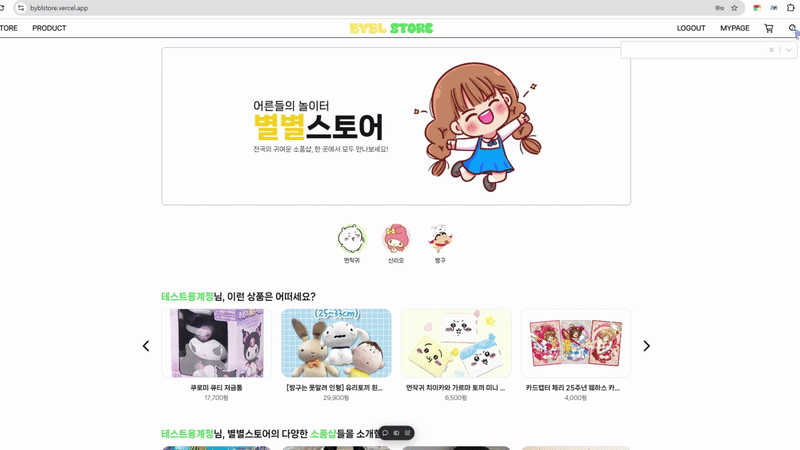 byblstore.vercel.app
TORE PRODUCT BYBL STORE LOGOUT MYPAGE
어른들의 놀이터
별별스토어
전국의 귀여운 소품샵, 한 곳에서 모두 만나보세요!
먼작귀 산리오 짱구
테스트용계정님, 이런 상품은 어떠세요?
(25~33cm)
쿠로미 큐티 저금통 [짱구는 못말려 인형] 유리토끼 흰... 먼작귀 치이카와 가르마 토끼 미니 ... 카드캡터 체리 25주년 웨하스 카...
17,700원 29,900원 6,500원 4,000원
테스트용계정님, 별별스토어의 다양한 소품샵들을 소개합